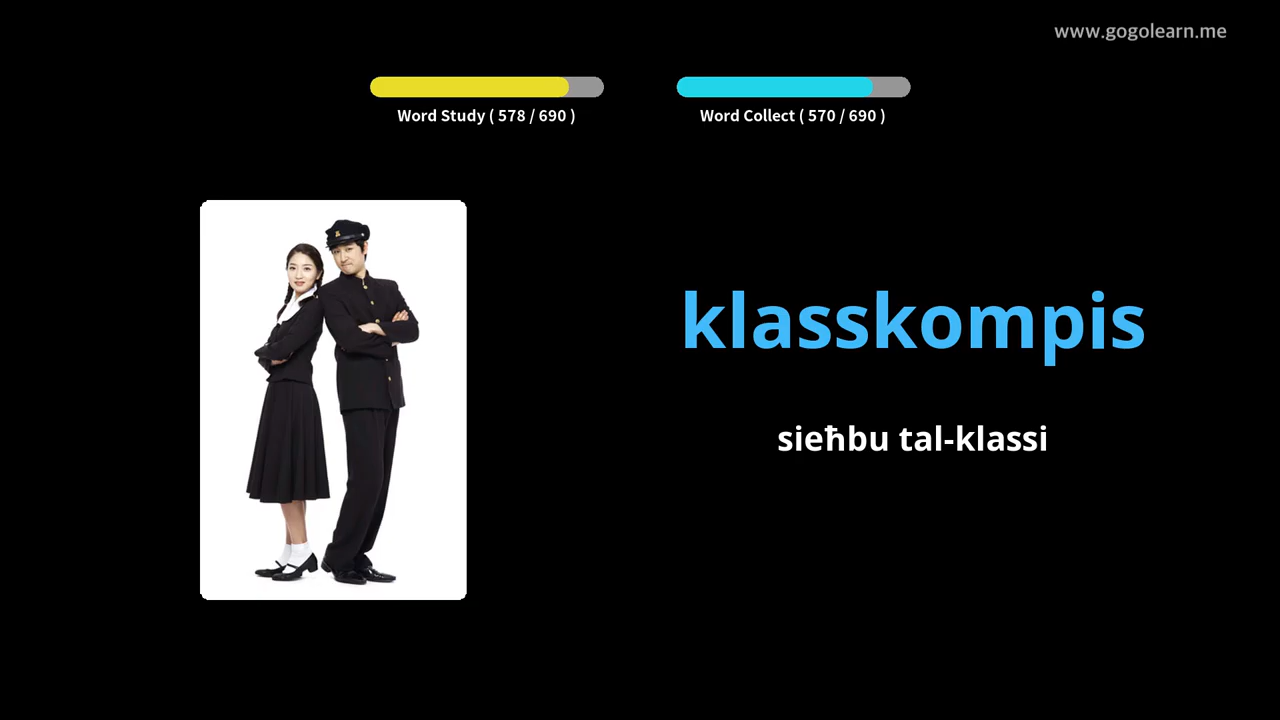 www.gogolearn.me
Word Study ( 578 / 690 )
Word Collect ( 570 / 690 )
klasskompis
sieħbu tal-klassi